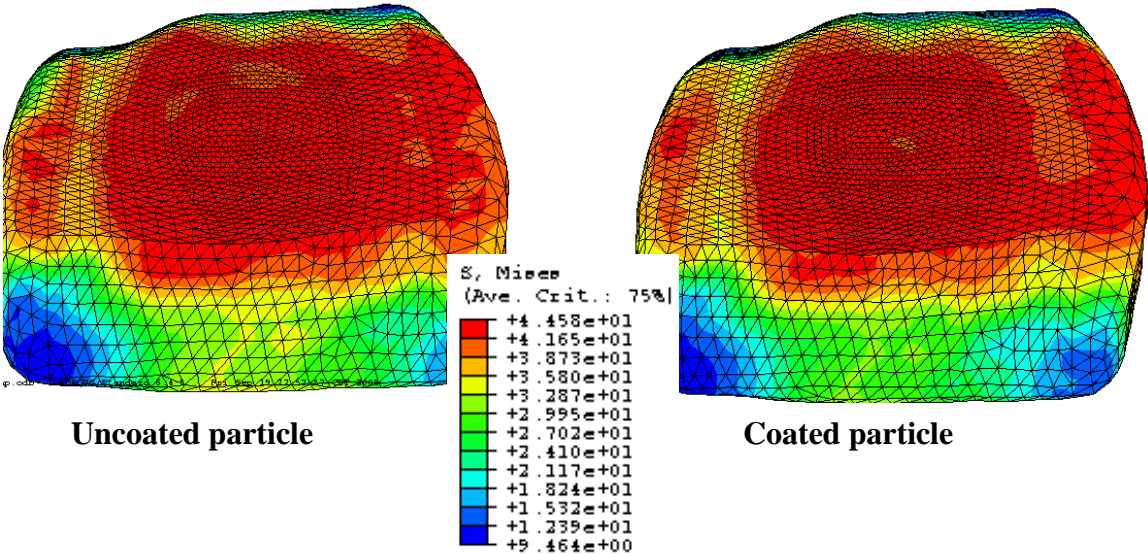 S, Mises
(Ave. Crit.: 75%)
+4.458e+01
+4.165e+01
+3.873e+01
+3.580e+01
+3.287e+01
+2.995e+01
+2.702e+01
+2.410e+01
+2.117e+01
+1.824e+01
+1.532e+01
+1.239e+01
+9.464e+00
Uncoated particle
Coated particle